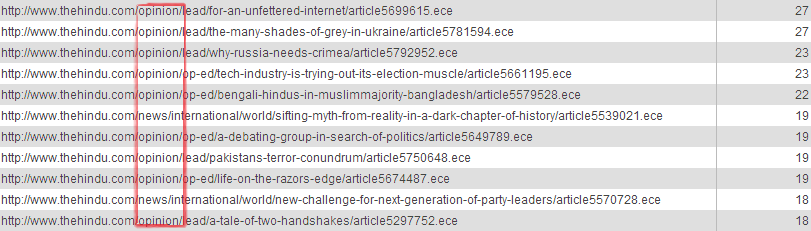 http://www.thehindu.com/opinion/lead/for-an-unfettered-internet/article5699615.ece 27
http://www.thehindu.com/opinion/lead/the-many-shades-of-grey-in-ukraine/article5781594.ece 27
http://www.thehindu.com/opinion/lead/why-russia-needs-crimea/article5792952.ece 23
http://www.thehindu.com/opinion/op-ed/tech-industry-is-trying-out-its-election-muscle/article5661195.ece 23
http://www.thehindu.com/opinion/op-ed/bengali-hindus-in-muslimmajority-bangladesh/article5579528.ece 22
http://www.thehindu.com/news/international/world/sifting-myth-from-reality-in-a-dark-chapter-of-history/article5539021.ece 19
http://www.thehindu.com/opinion/op-ed/a-debating-group-in-search-of-politics/article5649789.ece 19
http://www.thehindu.com/opinion/lead/pakistans-terror-conundrum/article5750648.ece 19
http://www.thehindu.com/opinion/op-ed/life-on-the-razors-edge/article5674487.ece 19
http://www.thehindu.com/news/international/world/new-challenge-for-next-generation-of-party-leaders/article5570728.ece 18
http://www.thehindu.com/opinion/lead/a-tale-of-two-handshakes/article5297752.ece 18